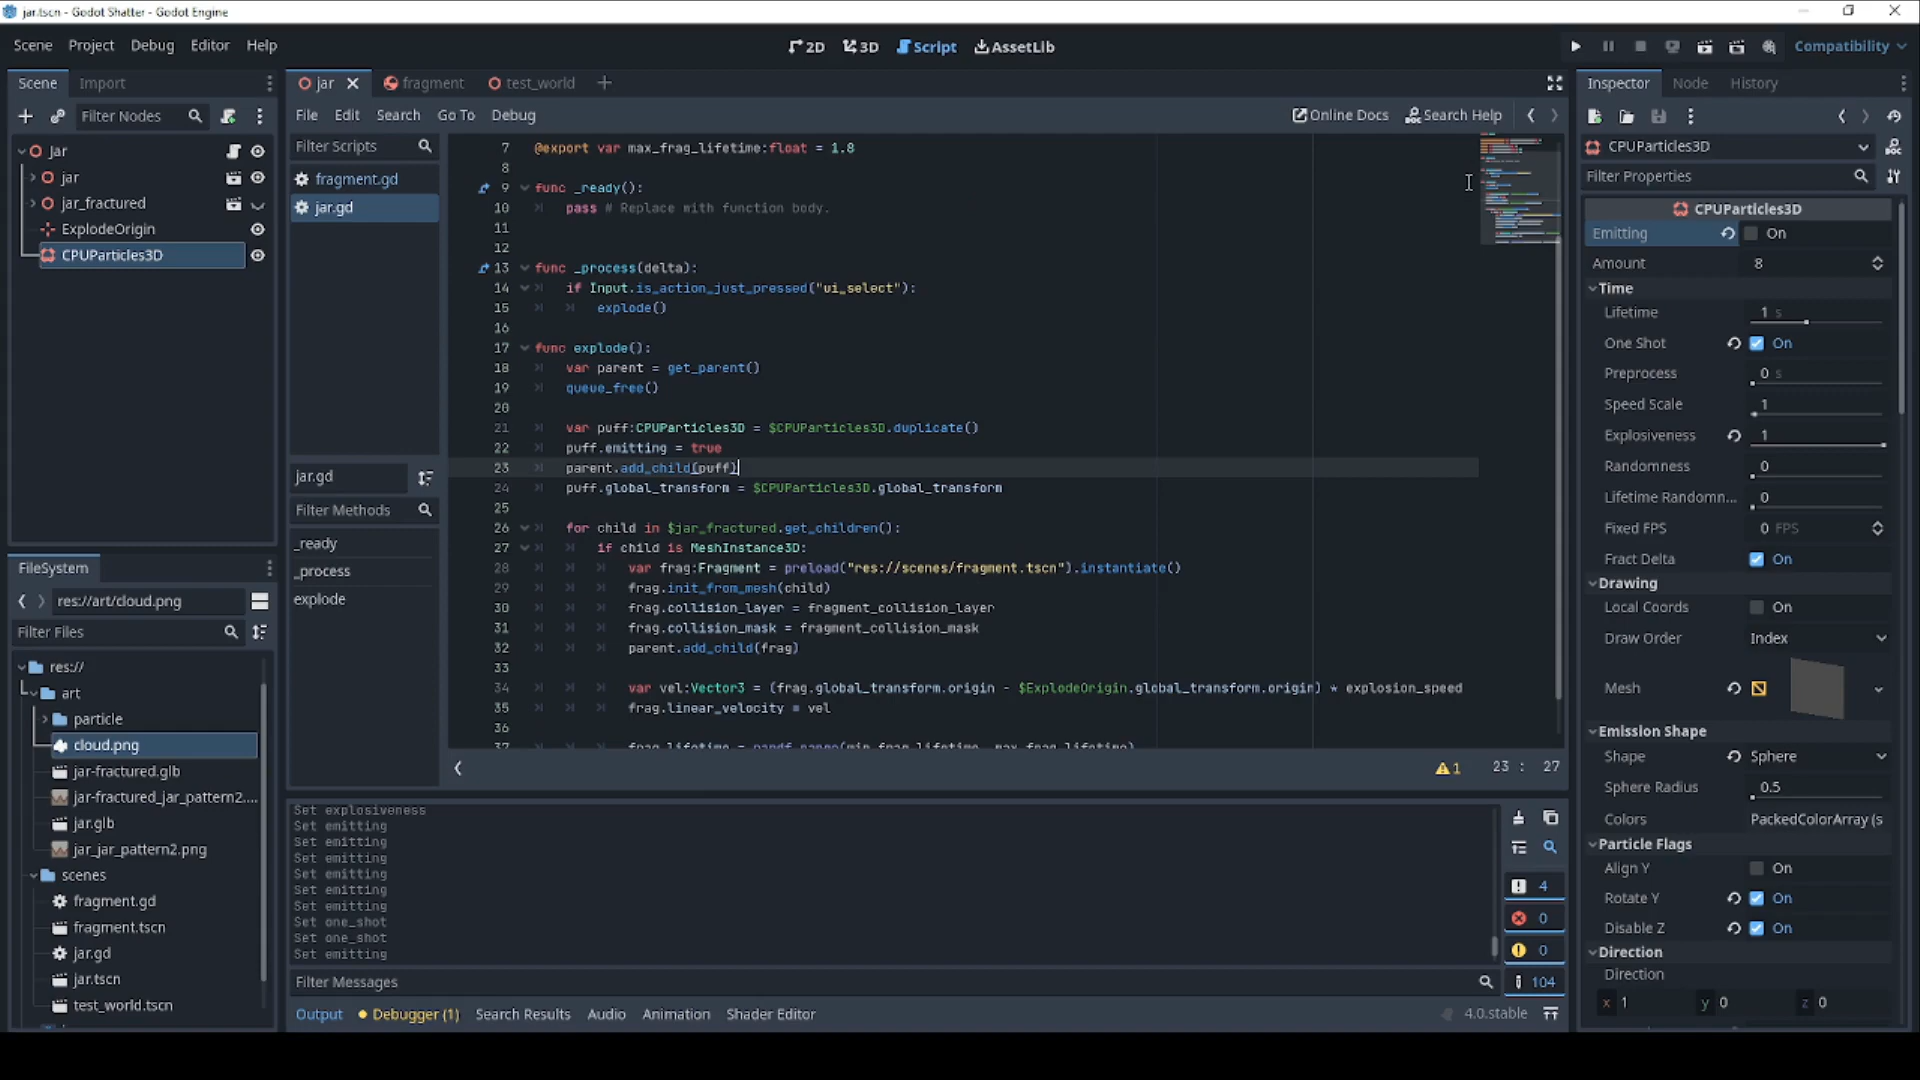 jar.tscn - Godot Shatter - Godot Engine
Scene Project Debug Editor Help
2D 3D Script AssetLib
Compatibility
Scene Import
Filter Nodes
Jar
jar
jar_fractured
ExplodeOrigin
CPUParticles3D
FileSystem
res://art/cloud.png
Filter Files
res://
art
particle
cloud.png
jar-fractured.glb
jar-fractured_jar_pattern2....
jar.glb
jar_jar_pattern2.png
scenes
fragment.gd
fragment.tscn
jar.gd
jar.tscn
test_world.tscn
jar fragment test_world
File Edit Search Go To Debug
Online Docs Search Help
Filter Scripts
fragment.gd
jar.gd
jar.gd
Filter Methods
_ready
_process
explode
7 @export var max_frag_lifetime:float = 1.8
8
9 func _ready():
10 pass # Replace with function body.
11
12
13 func _process(delta):
14 if Input.is_action_just_pressed("ui_select"):
15 explode()
16
17 func explode():
18 var parent = get_parent()
19 queue_free()
20
21 var puff:CPUParticles3D = $CPUParticles3D.duplicate()
22 puff.emitting = true
23 parent.add_child(puff)
24 puff.global_transform = $CPUParticles3D.global_transform
25
26 for child in $jar_fractured.get_children():
27 if child is MeshInstance3D:
28 var frag:Fragment = preload("res://scenes/fragment.tscn").instantiate()
29 frag.init_from_mesh(child)
30 frag.collision_layer = fragment_collision_layer
31 frag.collision_mask = fragment_collision_mask
32 parent.add_child(frag)
33
34 var vel:Vector3 = (frag.global_transform.origin - $ExplodeOrigin.global_transform.origin) * explosion_speed
35 frag.linear_velocity = vel
36
37 frag.lifetime = randf_range(min_frag_lifetime, max_frag_lifetime)
1 23 : 27
Set explosiveness
Set emitting
Set emitting
Set emitting
Set emitting
Set emitting
Set emitting
Set one_shot
Set one_shot
Set emitting
4
0
0
104
Filter Messages
Output Debugger (1) Search Results Audio Animation Shader Editor
4.0.stable
Inspector Node History
CPUParticles3D
Filter Properties
CPUParticles3D
Emitting On
Amount 8
Time
Lifetime 1 s
One Shot On
Preprocess 0 s
Speed Scale 1
Explosiveness 1
Randomness 0
Lifetime Randomn... 0
Fixed FPS 0 FPS
Fract Delta On
Drawing
Local Coords On
Draw Order Index
Mesh
Emission Shape
Shape Sphere
Sphere Radius 0.5
Colors PackedColorArray (s
Particle Flags
Align Y On
Rotate Y On
Disable Z On
Direction
Direction
x 1 y 0 z 0